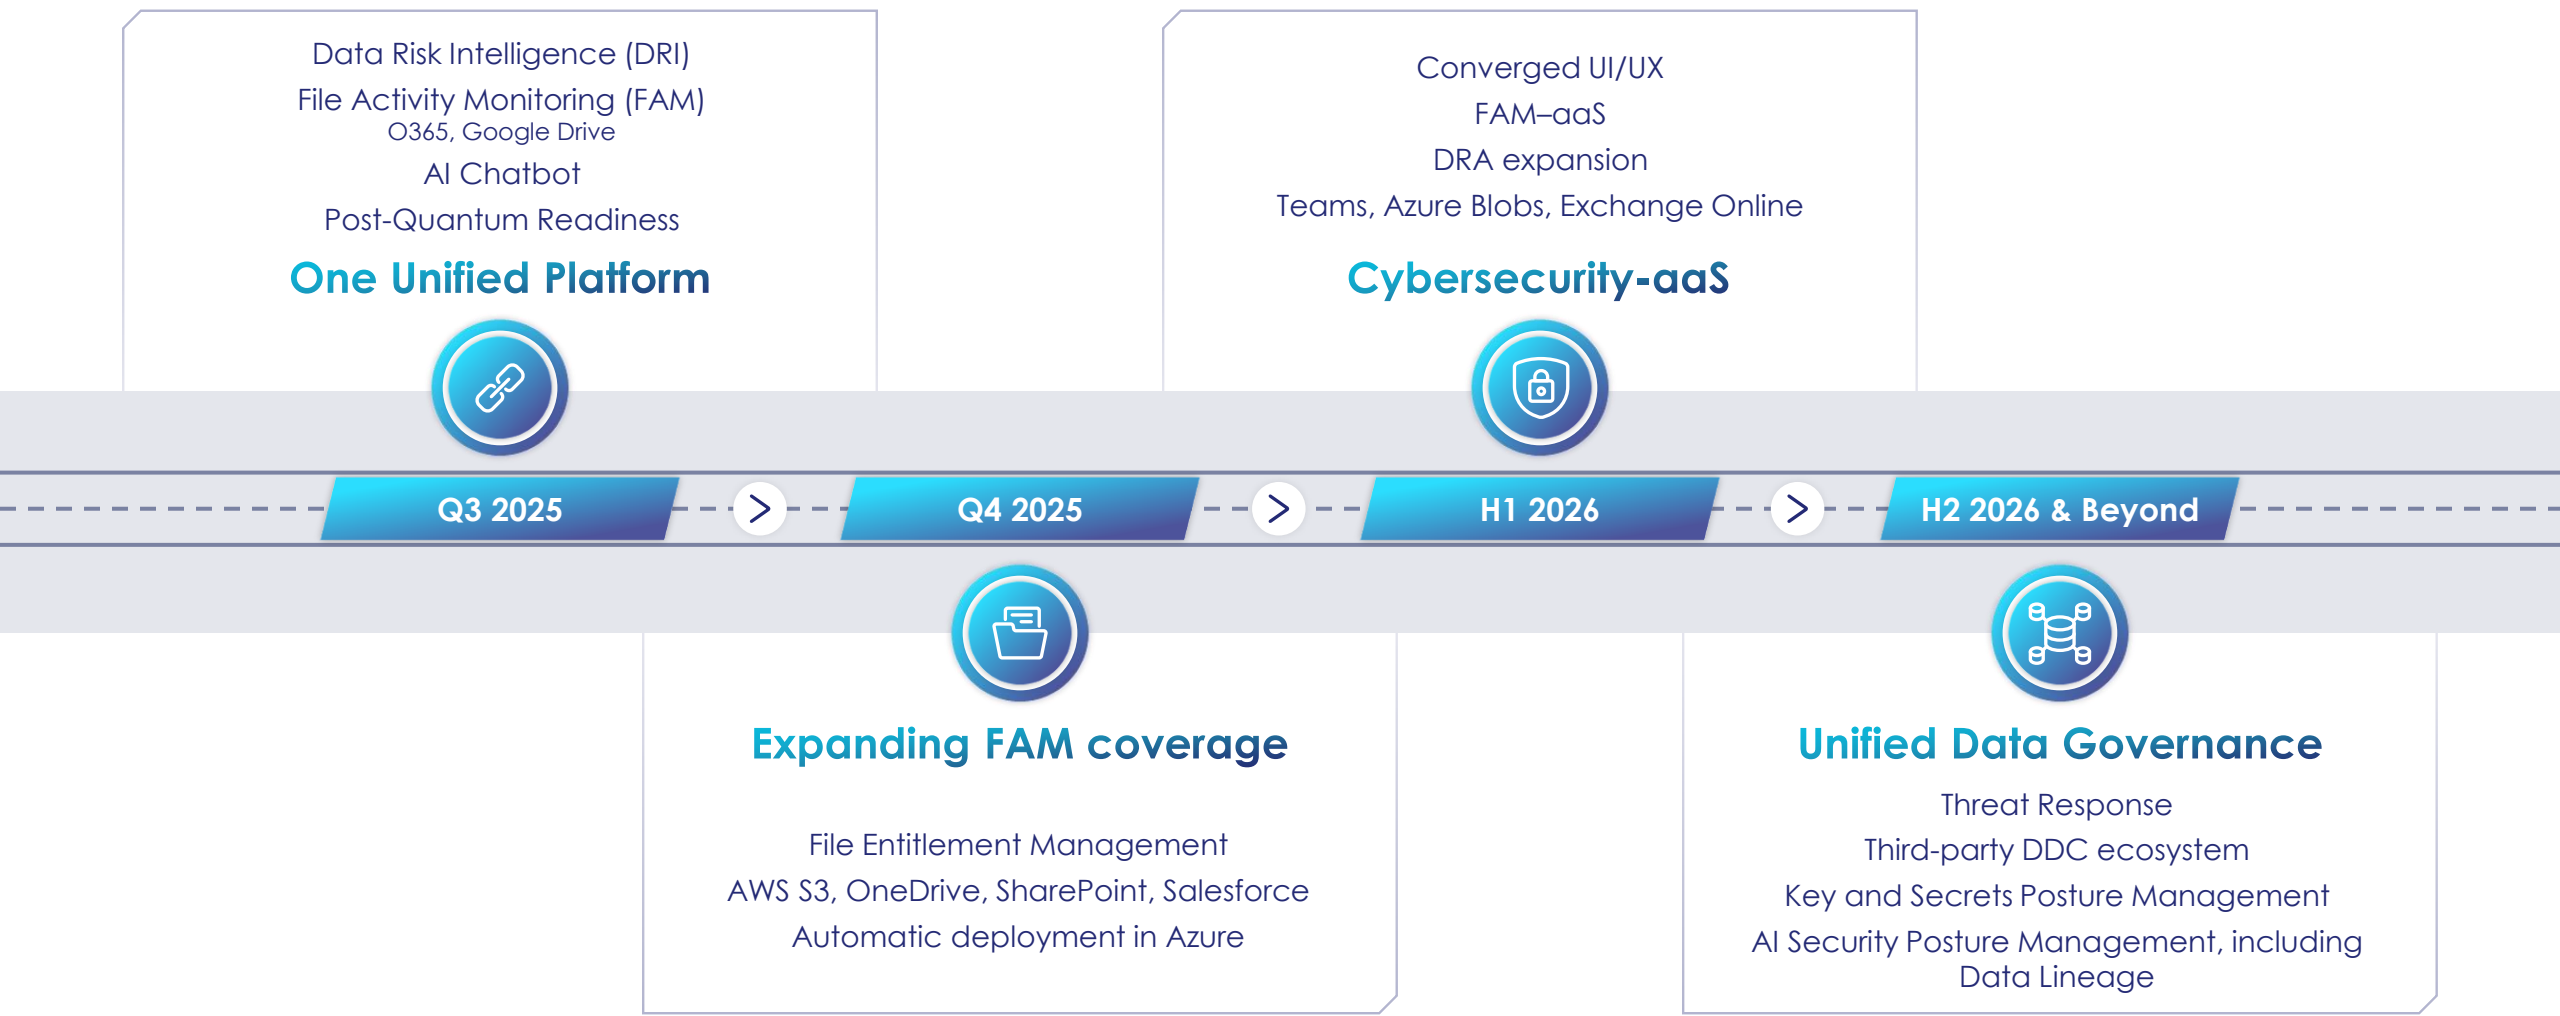 Data Risk Intelligence (DRI)
File Activity Monitoring (FAM)
O365, Google Drive
AI Chatbot
Post-Quantum Readiness
One Unified Platform
Converged UI/UX
FAM–aaS
DRA expansion
Teams, Azure Blobs, Exchange Online
Cybersecurity-aaS
Q3 2025
Q4 2025
H1 2026
H2 2026 & Beyond
Expanding FAM coverage
File Entitlement Management
AWS S3, OneDrive, SharePoint, Salesforce
Automatic deployment in Azure
Unified Data Governance
Threat Response
Third-party DDC ecosystem
Key and Secrets Posture Management
AI Security Posture Management, including
Data Lineage